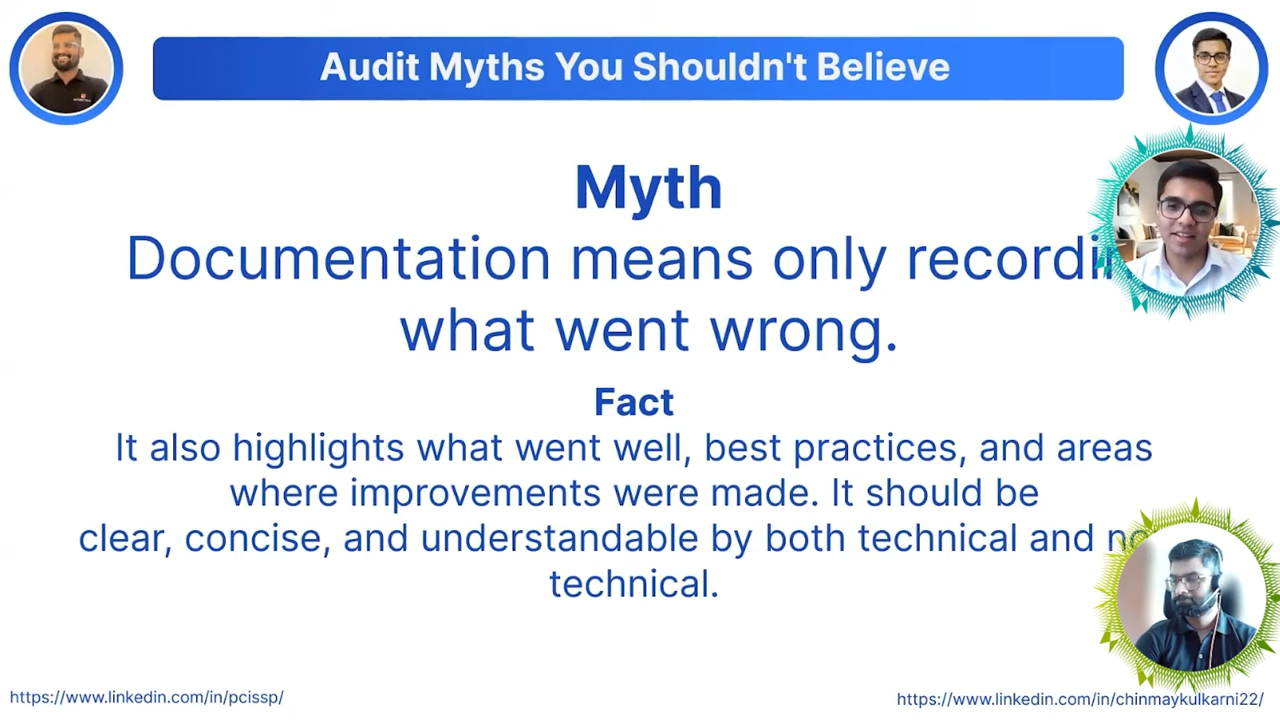 Audit Myths You Shouldn't Believe
Myth
Documentation means only
what went wrong.
Fact
It also highlights what went well, best practices, and areas
where improvements were made. It should be
clear, concise, and understandable by both technical and
technical.
https://www.linkedin.com/in/pcissp/
https://www.linkedin.com/in/chinmaykulkarni22/